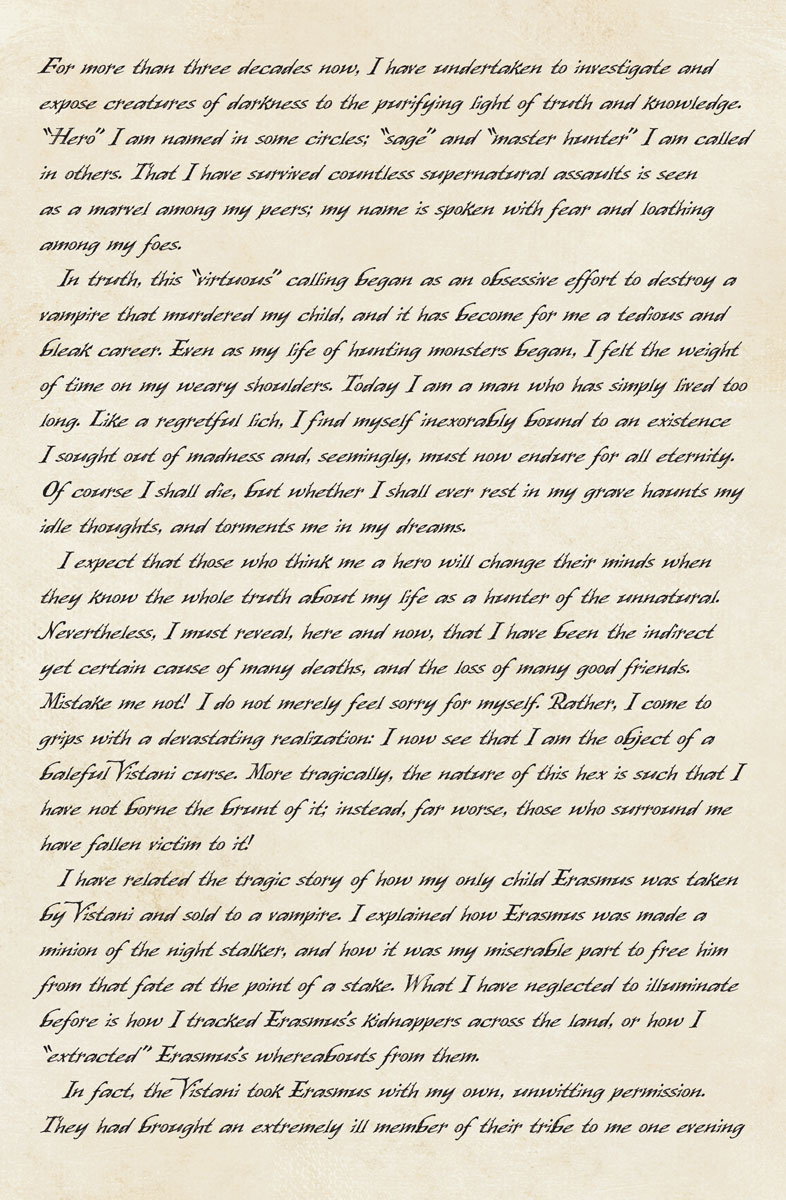 For more than three decades now, I have undertaken to investigate and
expose creatures of darkness to the purifying light of truth and knowledge.
“Hero” I am named in some circles; “sage” and “master hunter” I am called
in others. That I have survived countless supernatural assaults is seen
as a marvel among my peers; my name is spoken with fear and loathing
among my foes.
In truth, this “virtuous” calling began as an obsessive effort to destroy a
vampire that murdered my child, and it has become for me a tedious and
bleak career. Even as my life of hunting monsters began, I felt the weight
of time on my weary shoulders. Today I am a man who has simply lived too
long. Like a regretful lich, I find myself inexorably bound to an existence
I sought out of madness and, seemingly, must now endure for all eternity.
Of course I shall die, but whether I shall ever rest in my grave haunts my
idle thoughts, and torments me in my dreams.
I expect that those who think me a hero will change their minds when
they know the whole truth about my life as a hunter of the unnatural.
Nevertheless, I must reveal, here and now, that I have been the indirect
yet certain cause of many deaths, and the loss of many good friends.
Mistake me not! I do not merely feel sorry for myself. Rather, I come to
grips with a devastating realization: I now see that I am the object of a
baleful Vistani curse. More tragically, the nature of this hex is such that I
have not borne the brunt of it; instead, far worse, those who surround me
have fallen victim to it!
I have related the tragic story of how my only child Erasmus was taken
by Vistani and sold to a vampire. I explained how Erasmus was made a
minion of the night stalker, and how it was my miserable part to free him
from that fate at the point of a stake. What I have neglected to illuminate
before is how I tracked Erasmus's kidnappers across the land, or how I
“extracted” Erasmus's whereabouts from them.
In fact, the Vistani took Erasmus with my own, unwitting permission.
They had brought an extremely ill member of their tribe to me one evening